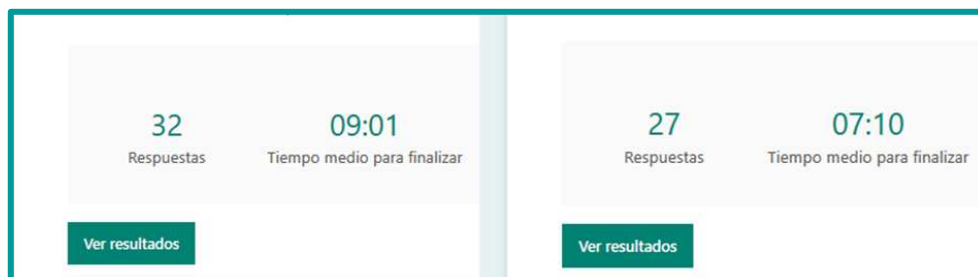 32
09:01
Respuestas
Tiempo medio para finalizar
Ver resultados
27
07:10
Respuestas
Tiempo medio para finalizar
Ver resultados